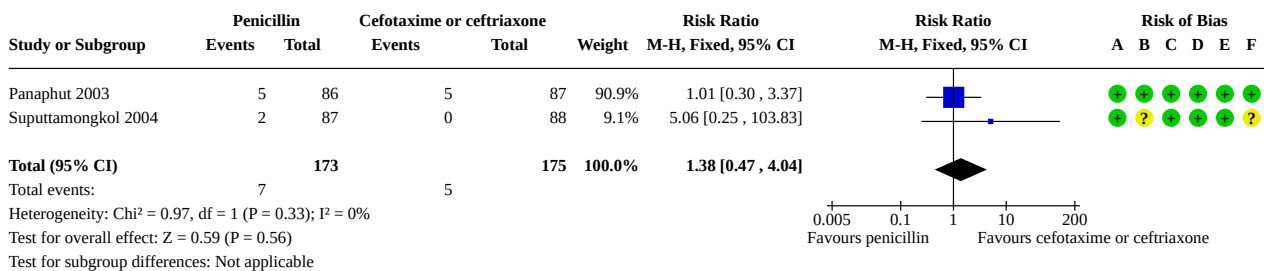 Penicillin Cefotaxime or ceftriaxone Risk Ratio Risk Ratio Risk of Bias
Study or Subgroup Events Total Events Total Weight M-H, Fixed, 95% CI M-H, Fixed, 95% CI A B C D E F
Panaphut 2003 5 86 5 87 90.9% 1.01 [0.30 , 3.37] + + + + + +
Suputtamongkol 2004 2 87 0 88 9.1% 5.06 [0.25 , 103.83] + ? + + + ?
Total (95% CI) 173 175 100.0% 1.38 [0.47 , 4.04]
Total events: 7 5
Heterogeneity: Chi² = 0.97, df = 1 (P = 0.33); I² = 0%
0.005 0.1 1 10 200
Test for overall effect: Z = 0.59 (P = 0.56)
Favours penicillin Favours cefotaxime or ceftriaxone
Test for subgroup differences: Not applicable